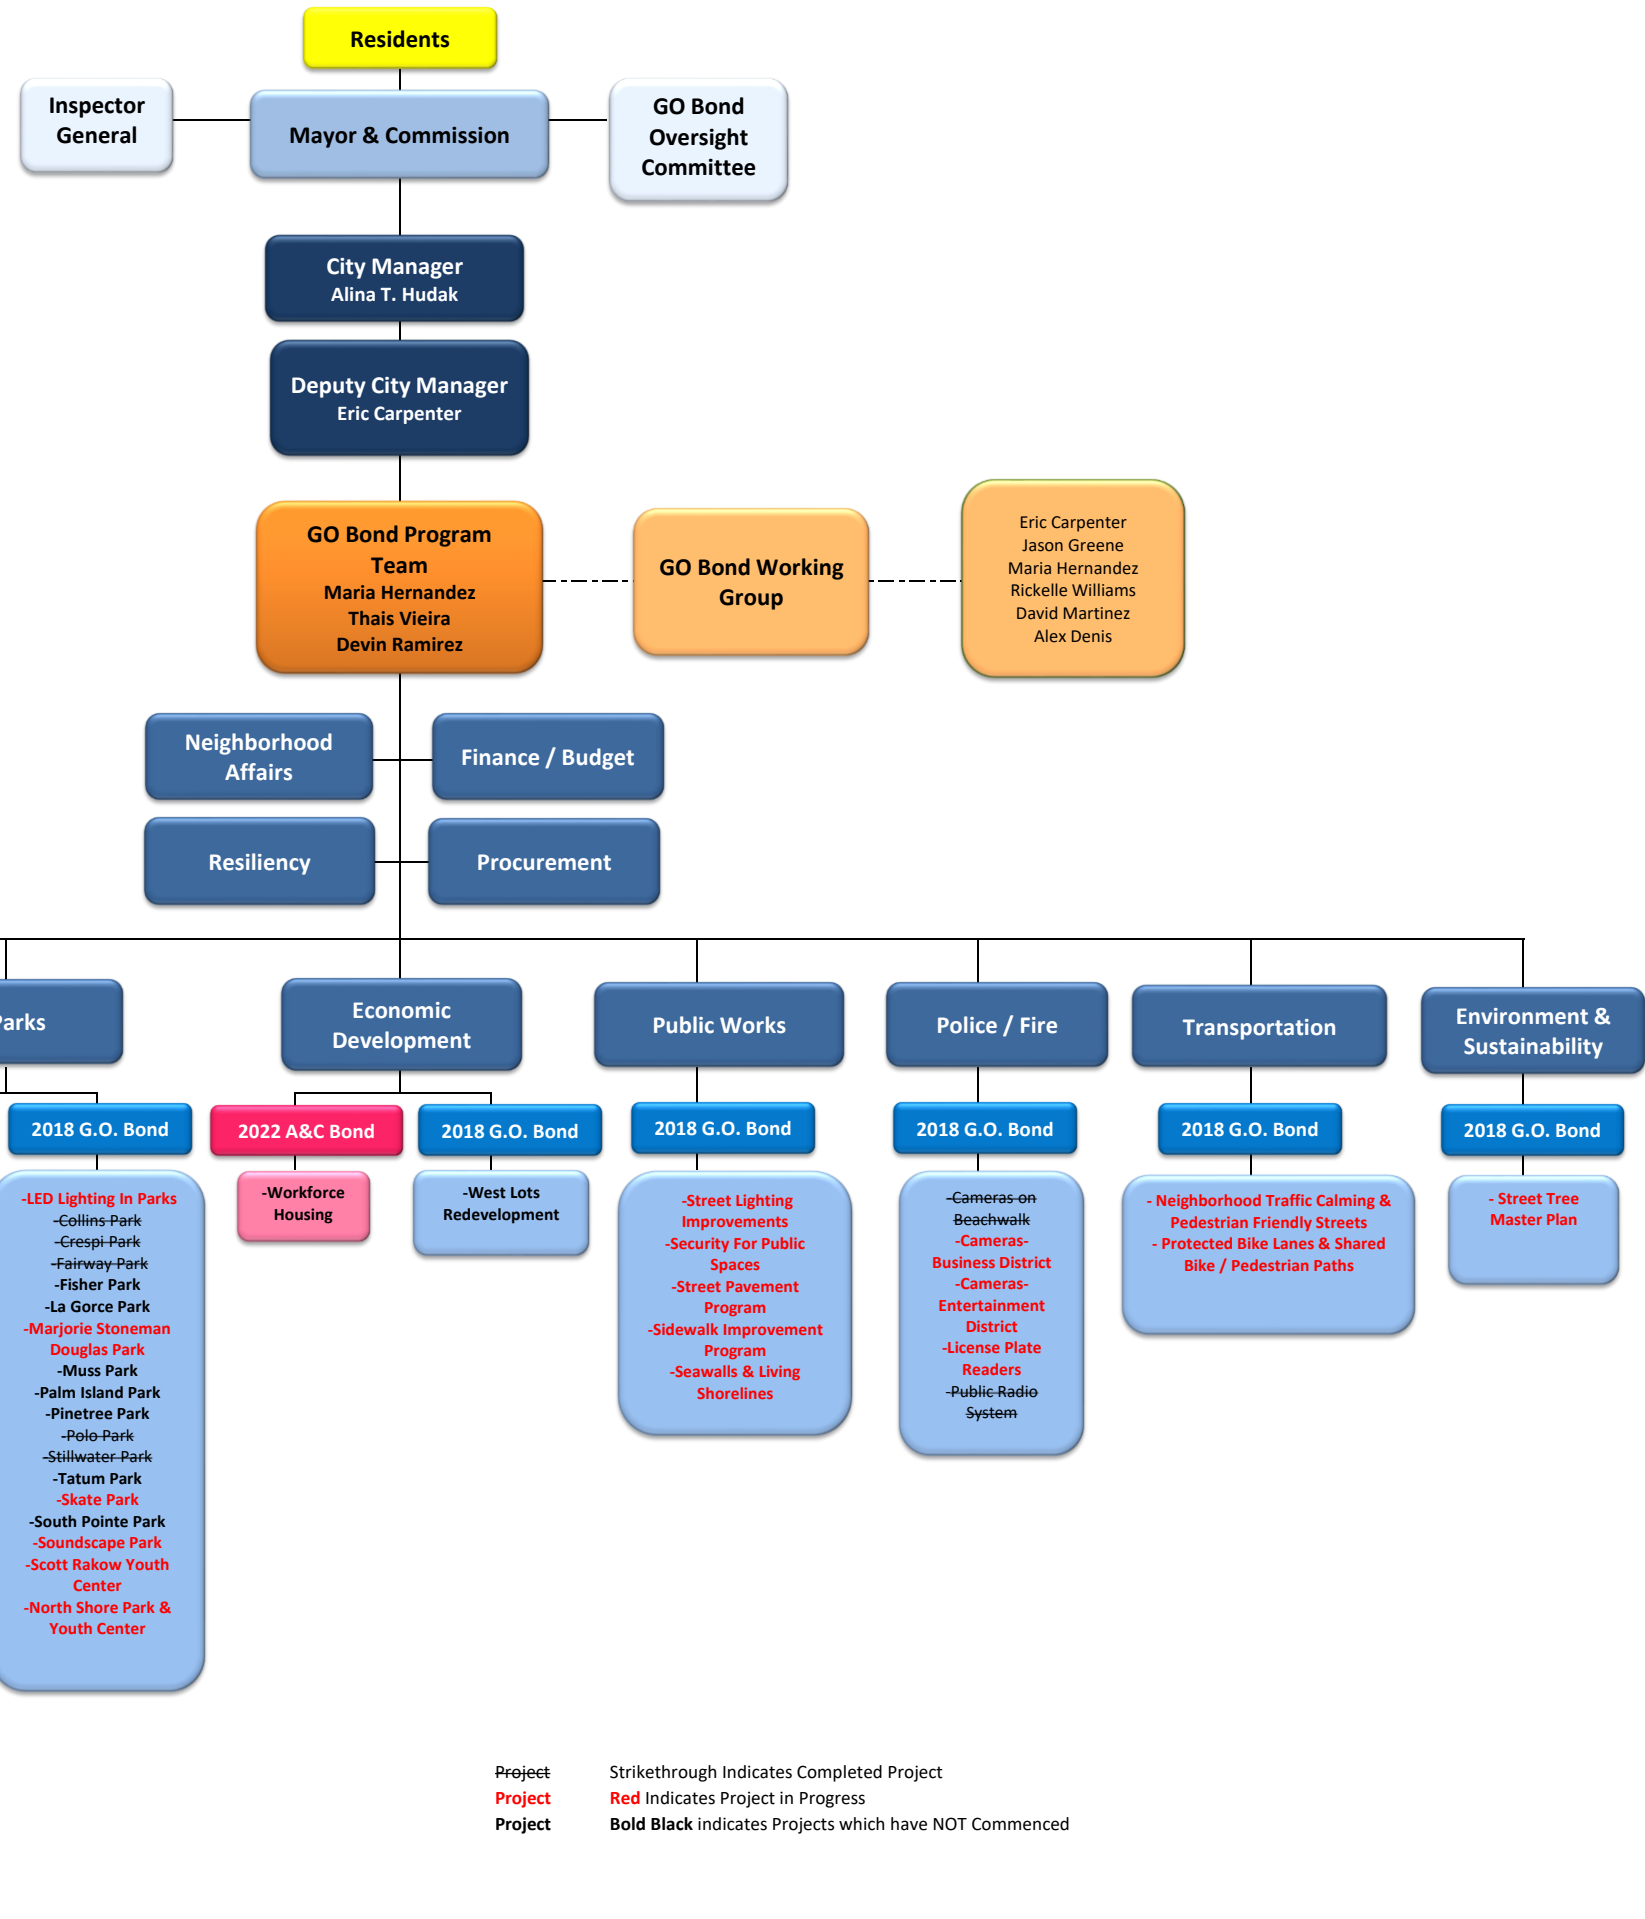 Residents
Inspector
General
Mayor & Commission
GO Bond
Oversight
Committee
City Manager
Alina T. Hudak
Deputy City Manager
Eric Carpenter
GO Bond Program
Team
Maria Hernandez
Thais Vieira
Devin Ramirez
GO Bond Working
Group
Eric Carpenter
Jason Greene
Maria Hernandez
Rickelle Williams
David Martinez
Alex Denis
Neighborhood
Affairs
Finance / Budget
Resiliency
Procurement
arks
Economic
Development
Public Works
Police / Fire
Transportation
Environment &
Sustainability
2018 G.O. Bond
2022 A&C Bond
2018 G.O. Bond
2018 G.O. Bond
2018 G.O. Bond
2018 G.O. Bond
2018 G.O. Bond
-LED Lighting In Parks
-Collins Park
-Crespi Park
-Fairway Park
-Fisher Park
-La Gorce Park
-Marjorie Stoneman
Douglas Park
-Muss Park
-Palm Island Park
-Pinetree Park
-Polo Park
-Stillwater Park
-Tatum Park
-Skate Park
-South Pointe Park
-Soundscape Park
-Scott Rakow Youth
Center
-North Shore Park &
Youth Center
-Workforce
Housing
-West Lots
Redevelopment
-Street Lighting
Improvements
-Security For Public
Spaces
-Street Pavement
Program
-Sidewalk Improvement
Program
-Seawalls & Living
Shorelines
-Cameras on
Beachwalk
-Cameras-
Business District
-Cameras-
Entertainment
District
-License Plate
Readers
-Public Radio
System
- Neighborhood Traffic Calming &
Pedestrian Friendly Streets
- Protected Bike Lanes & Shared
Bike / Pedestrian Paths
- Street Tree
Master Plan
Project Strikethrough Indicates Completed Project
Project Red Indicates Project in Progress
Project Bold Black indicates Projects which have NOT Commenced